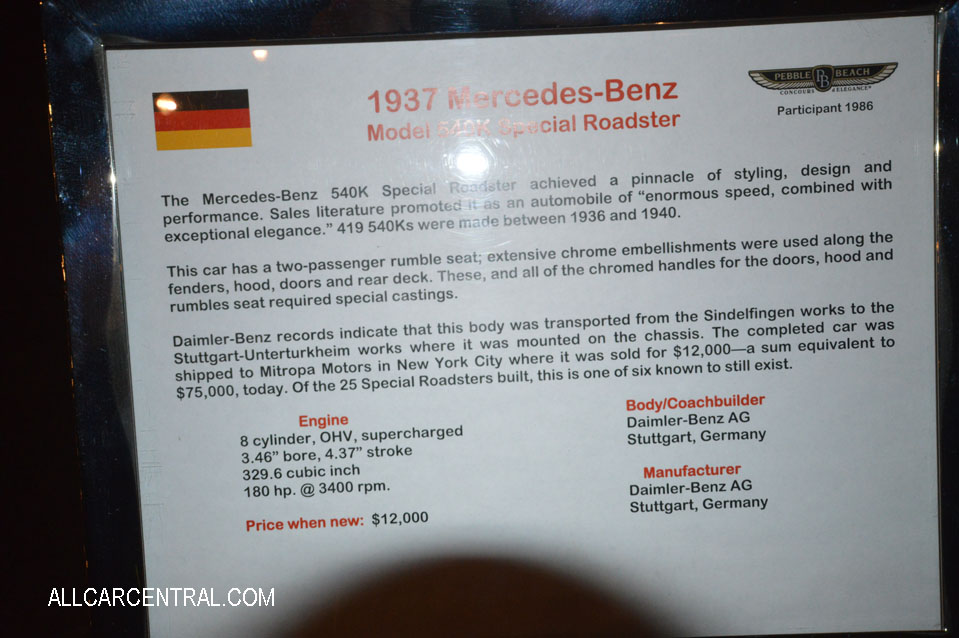 1937 Mercedes-Benz
Model 540K Special Roadster
PEBBLE PB BEACH
CONCOURS d'ELEGANCE®
Participant 1986
The Mercedes-Benz 540K Special Roadster achieved a pinnacle of styling, design and
performance. Sales literature promoted it as an automobile of “enormous speed, combined with
exceptional elegance.” 419 540Ks were made between 1936 and 1940.
This car has a two-passenger rumble seat; extensive chrome embellishments were used along the
fenders, hood, doors and rear deck. These, and all of the chromed handles for the doors, hood and
rumbles seat required special castings.
Daimler-Benz records indicate that this body was transported from the Sindelfingen works to the
Stuttgart-Unterturkheim works where it was mounted on the chassis. The completed car was
shipped to Mitropa Motors in New York City where it was sold for $12,000—a sum equivalent to
$75,000, today. Of the 25 Special Roadsters built, this is one of six known to still exist.
Engine
8 cylinder, OHV, supercharged
3.46” bore, 4.37” stroke
329.6 cubic inch
180 hp. @ 3400 rpm.
Price when new: $12,000
Body/Coachbuilder
Daimler-Benz AG
Stuttgart, Germany
Manufacturer
Daimler-Benz AG
Stuttgart, Germany
ALLCARCENTRAL.COM